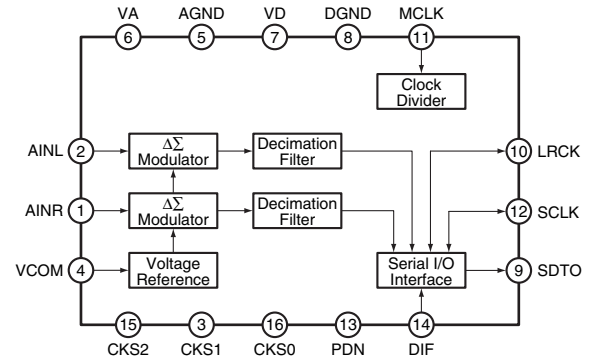 VA AGND VD DGND MCLK
6 5 7 8 11
Clock
Divider
AINL 2 ΔΣ
Modulator
Decimation
Filter
10 LRCK
AINR 1 ΔΣ
Modulator
Decimation
Filter
12 SCLK
VCOM 4 Voltage
Reference
Serial I/O
Interface
9 SDTO
15 3 16 13 14
CKS2 CKS1 CKS0 PDN DIF